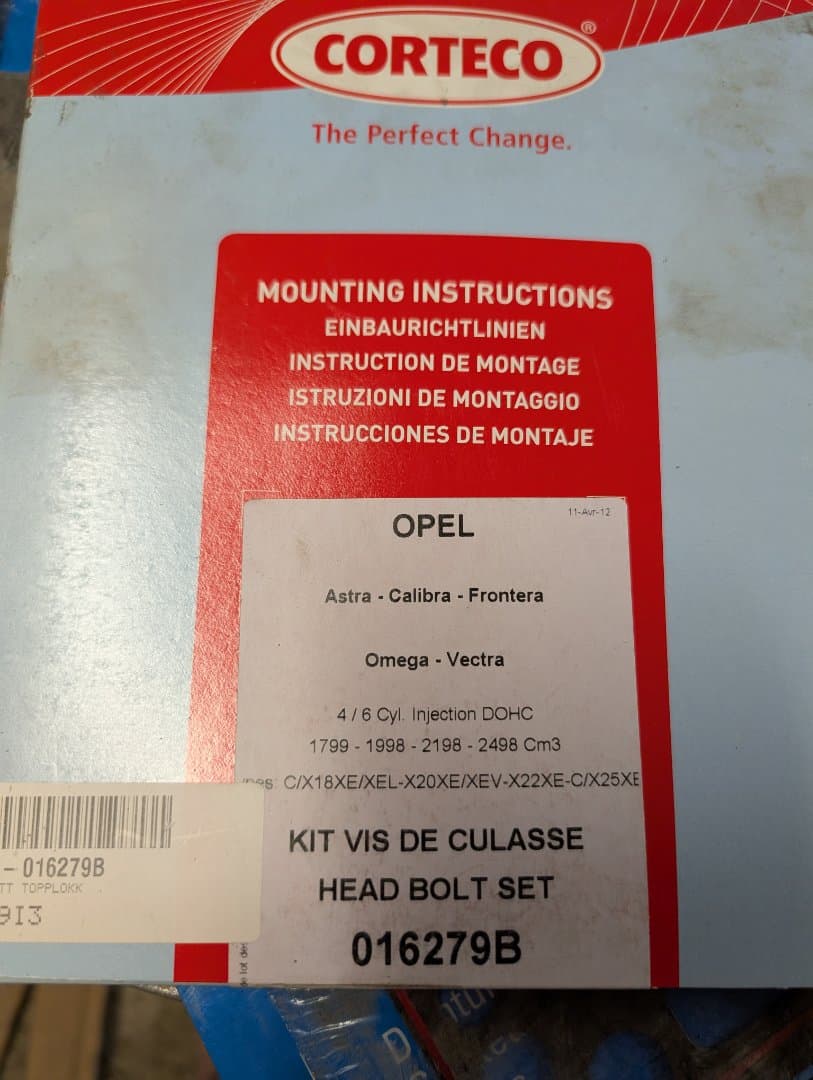 CORTECO®
The Perfect Change.
MOUNTING INSTRUCTIONS
EINBAURICHTLINIEN
INSTRUCTION DE MONTAGE
ISTRUZIONI DE MONTAGGIO
INSTRUCCIONES DE MONTAJE
11-Avr-12
OPEL
Astra - Calibra - Frontera
Omega - Vectra
4 / 6 Cyl. Injection DOHC
1799 - 1998 - 2198 - 2498 Cm3
C/X18XE/XEL-X20XE/XEV-X22XE-C/X25XE
KIT VIS DE CULASSE
HEAD BOLT SET
016279B
- 016279B
TT TOPPLOKK
9I3